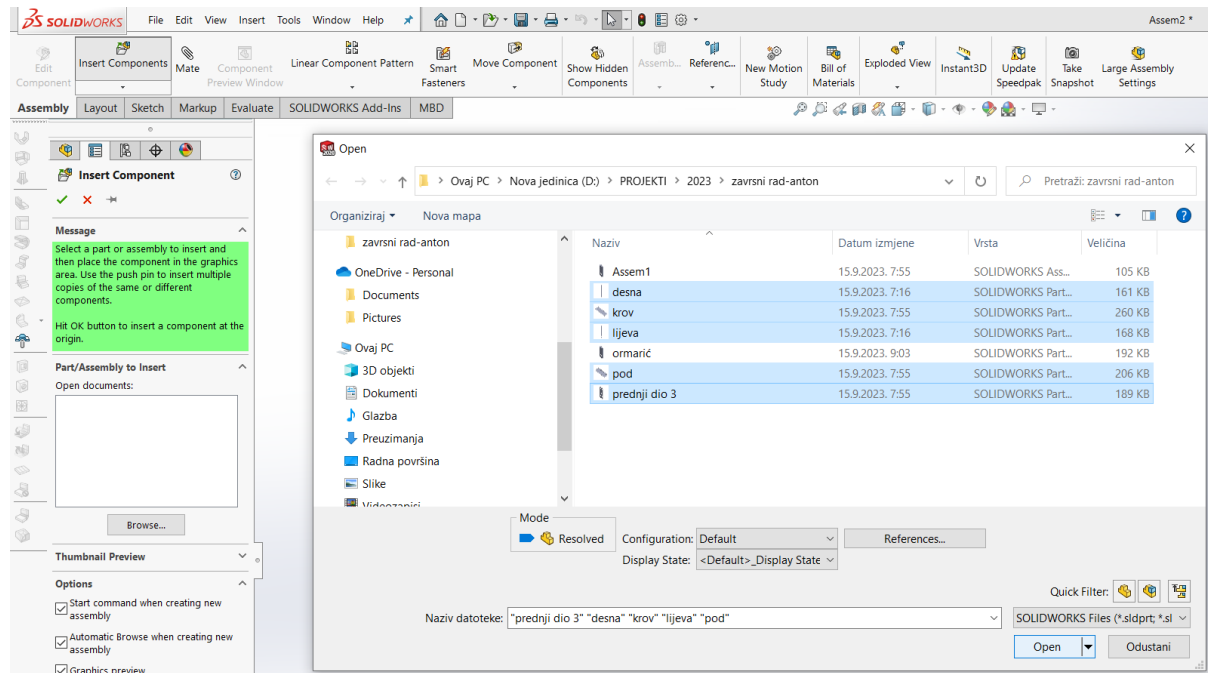 SOLIDWORKS File Edit View Insert Tools Window Help Assem2 *
Edit Component
Insert Components
Mate
Component Preview Window
Linear Component Pattern
Smart Fasteners
Move Component
Show Hidden Components
Assemb...
Referenc...
New Motion Study
Bill of Materials
Exploded View
Instant3D
Update Speedpak
Take Snapshot
Large Assembly Settings
Assembly Layout Sketch Markup Evaluate SOLIDWORKS Add-Ins MBD
Insert Component
Message
Select a part or assembly to insert and
then place the component in the graphics
area. Use the push pin to insert multiple
copies of the same or different
components.
Hit OK button to insert a component at the
origin.
Part/Assembly to Insert
Open documents:
Browse...
Thumbnail Preview
Options
Start command when creating new
assembly
Automatic Browse when creating new
assembly
Graphics preview
Open
Ovaj PC > Nova jedinica (D:) > PROJEKTI > 2023 > zavrsni rad-anton
Pretraži: zavrsni rad-anton
Organiziraj Nova mapa
zavrsni rad-anton
OneDrive - Personal
Documents
Pictures
Ovaj PC
3D objekti
Dokumenti
Glazba
Preuzimanja
Radna površina
Slike
Videozapisi
Naziv Datum izmjene Vrsta Veličina
Assem1 15.9.2023. 7:55 SOLIDWORKS Ass... 105 KB
desna 15.9.2023. 7:16 SOLIDWORKS Part... 161 KB
krov 15.9.2023. 7:55 SOLIDWORKS Part... 260 KB
lijeva 15.9.2023. 7:16 SOLIDWORKS Part... 168 KB
ormarić 15.9.2023. 9:03 SOLIDWORKS Part... 192 KB
pod 15.9.2023. 7:55 SOLIDWORKS Part... 206 KB
prednji dio 3 15.9.2023. 7:55 SOLIDWORKS Part... 189 KB
Mode
Resolved
Configuration: Default
References...
Display State: <Default>_Display State
Quick Filter:
Naziv datoteke: "prednji dio 3" "desna" "krov" "lijeva" "pod"
SOLIDWORKS Files (*.sldprt; *.sl
Open Odustani